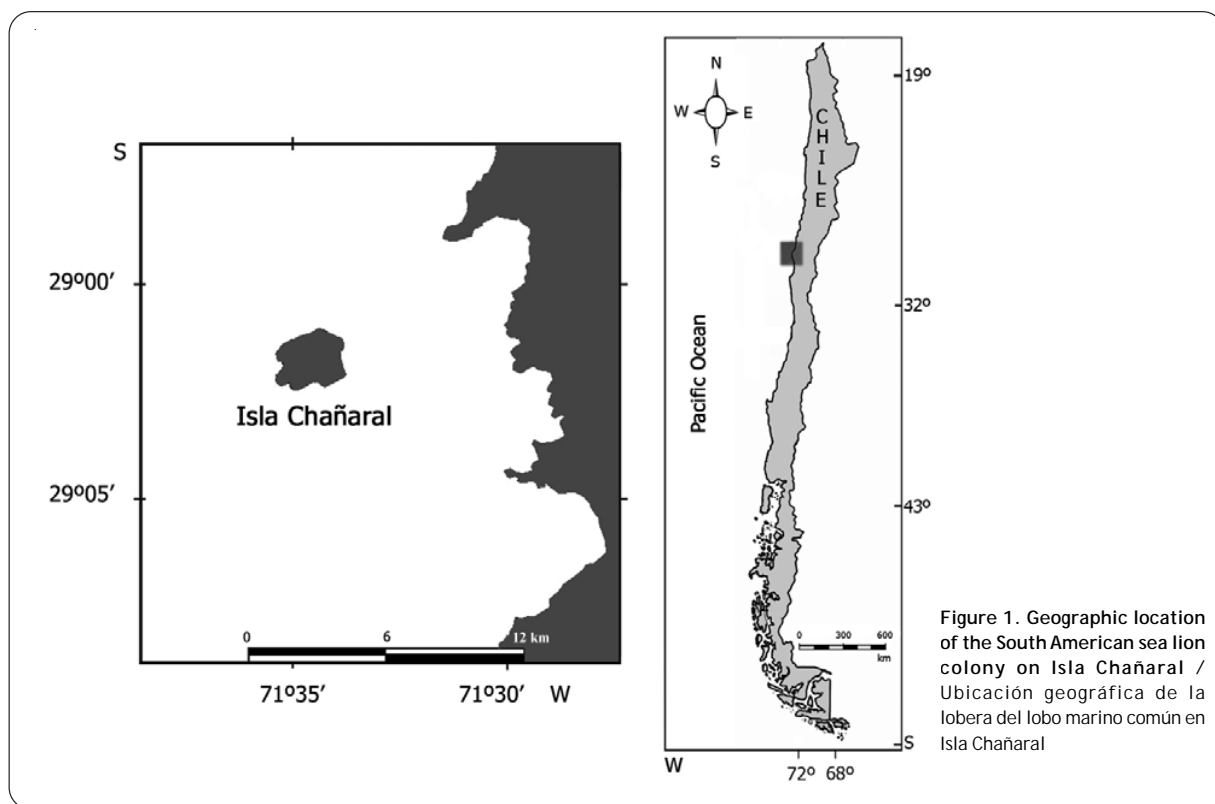 S
29º00’
Isla Chañaral
29º05’
0 6 12 km
71º35’ 71º30’ W
N
W E
S
CHILE
Pacific Ocean
19º
32º
43º
0 300 600
km
S
W
72º 68º
Figure 1. Geographic location
of the South American sea lion
colony on Isla Chañaral /
Ubicación geográfica de la
lobera del lobo marino común en
Isla Chañaral